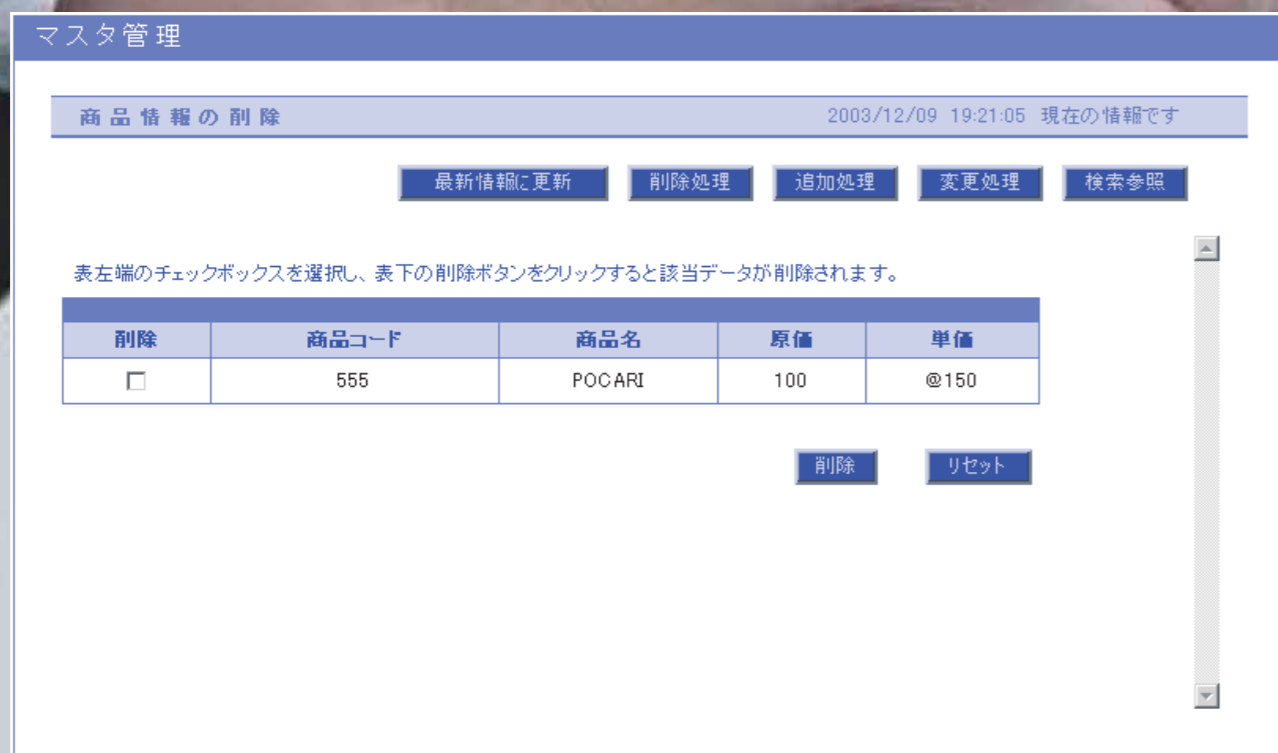 マスタ管理
商品情報の削除 2003/12/09 19:21:05 現在の情報です
最新情報に更新 削除処理 追加処理 変更処理 検索参照
表左端のチェックボックスを選択し、表下の削除ボタンをクリックすると該当データが削除されます。
削除 商品コード 商品名 原価 単価
555 POCARI 100 @150
削除 リセット